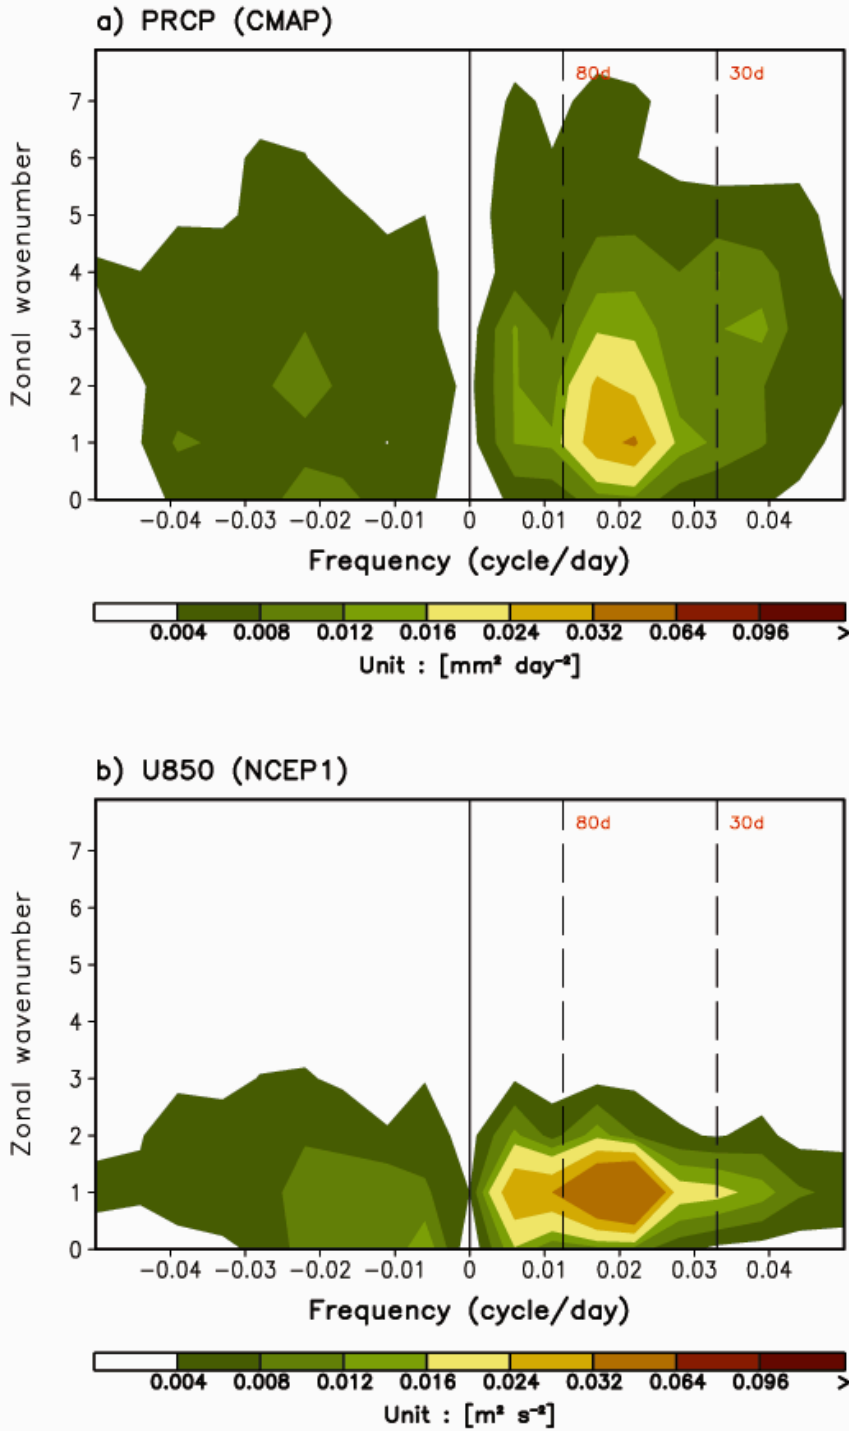 a) PRCP (CMAP)
80d 30d
7
6
5
4
3
2
1
0
Zonal wavenumber
−0.04 −0.03 −0.02 −0.01 0 0.01 0.02 0.03 0.04
Frequency (cycle/day)
0.004 0.008 0.012 0.016 0.024 0.032 0.064 0.096 >
Unit : [mm² day⁻²]
b) U850 (NCEP1)
80d 30d
7
6
5
4
3
2
1
0
Zonal wavenumber
−0.04 −0.03 −0.02 −0.01 0 0.01 0.02 0.03 0.04
Frequency (cycle/day)
0.004 0.008 0.012 0.016 0.024 0.032 0.064 0.096 >
Unit : [m² s⁻²]